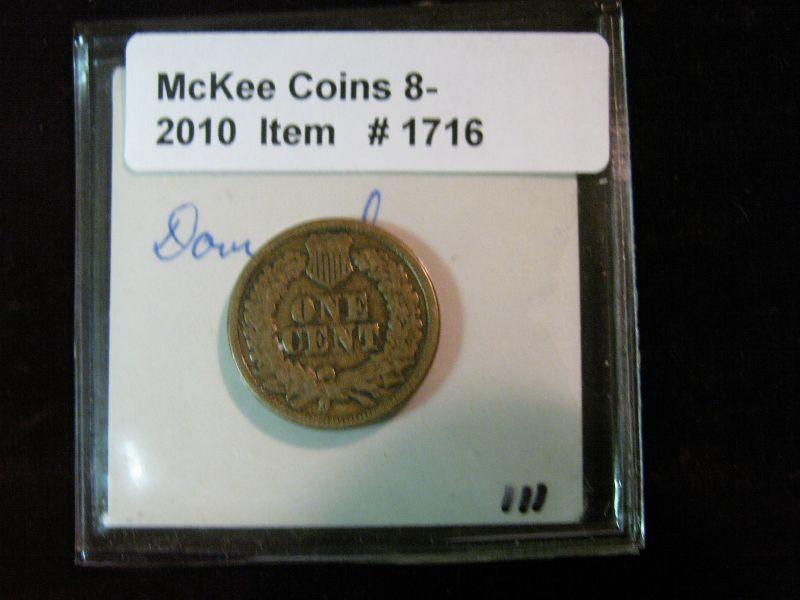 McKee Coins 8-
2010 Item # 1716
ONE
CENT